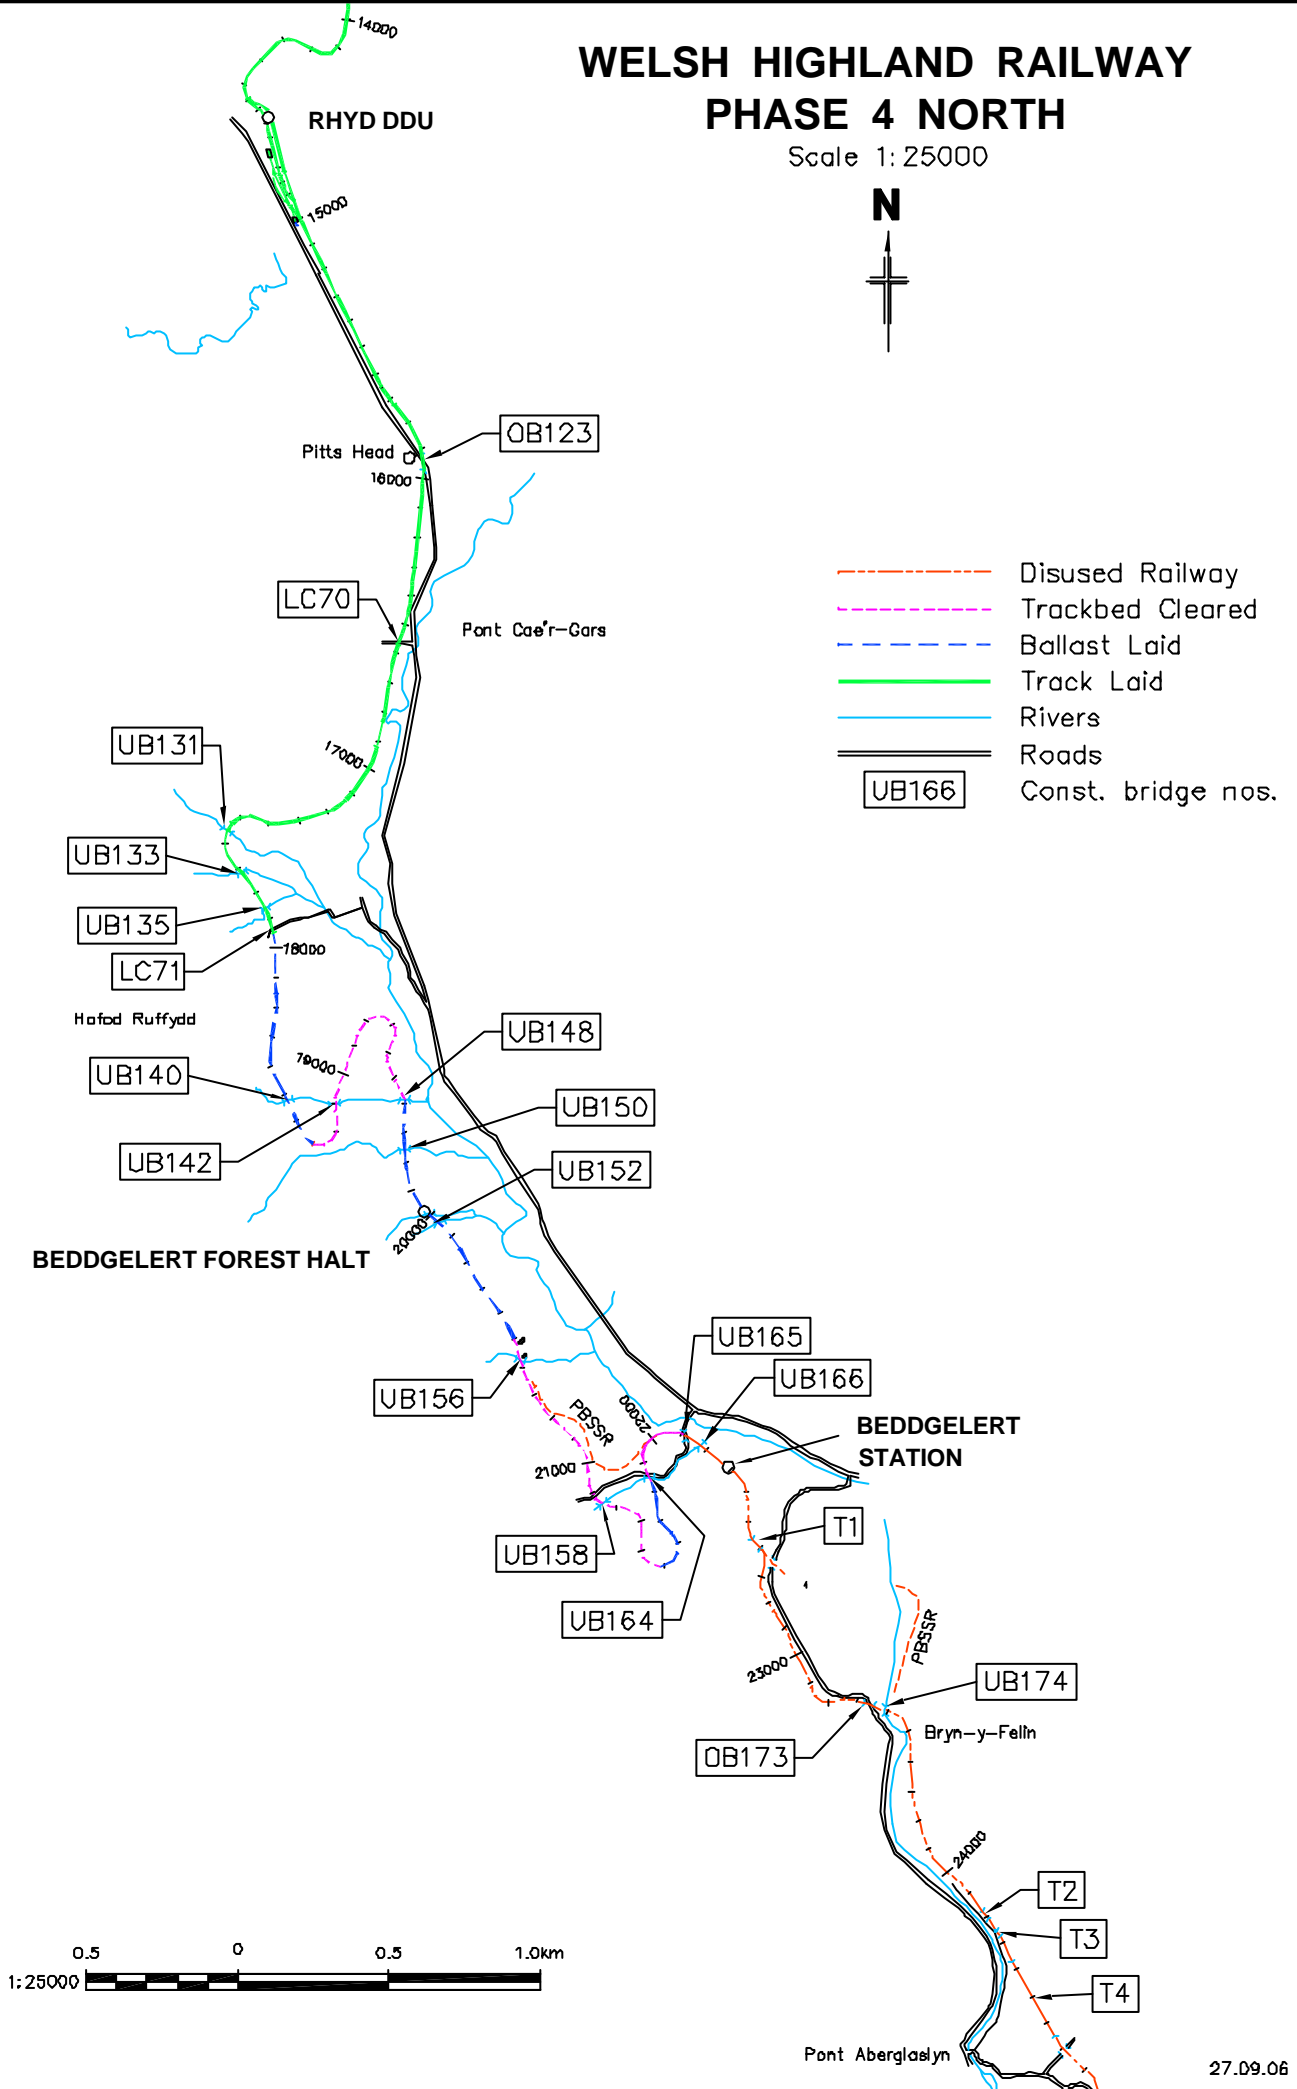 14000
WELSH HIGHLAND RAILWAY
PHASE 4 NORTH
Scale 1:25000
N
RHYD DDU
15000
OB123
Pitts Head
16000
LC70
Pont Cae'r-Gars
Disused Railway
Trackbed Cleared
Ballast Laid
Track Laid
Rivers
Roads
UB166
Const. bridge nos.
UB131
17000
UB133
UB135
18000
LC71
Hafod Ruffydd
UB148
19000
UB140
UB150
UB142
UB152
20000
BEDDGELERT FOREST HALT
UB165
UB166
UB156
PBSSR
22000
BEDDGELERT
STATION
21000
T1
UB158
UB164
PBSSR
23000
UB174
Bryn-y-Felin
OB173
24000
T2
T3
T4
0.5 0 0.5 1.0km
1:25000
Pont Aberglaslyn
27.09.06